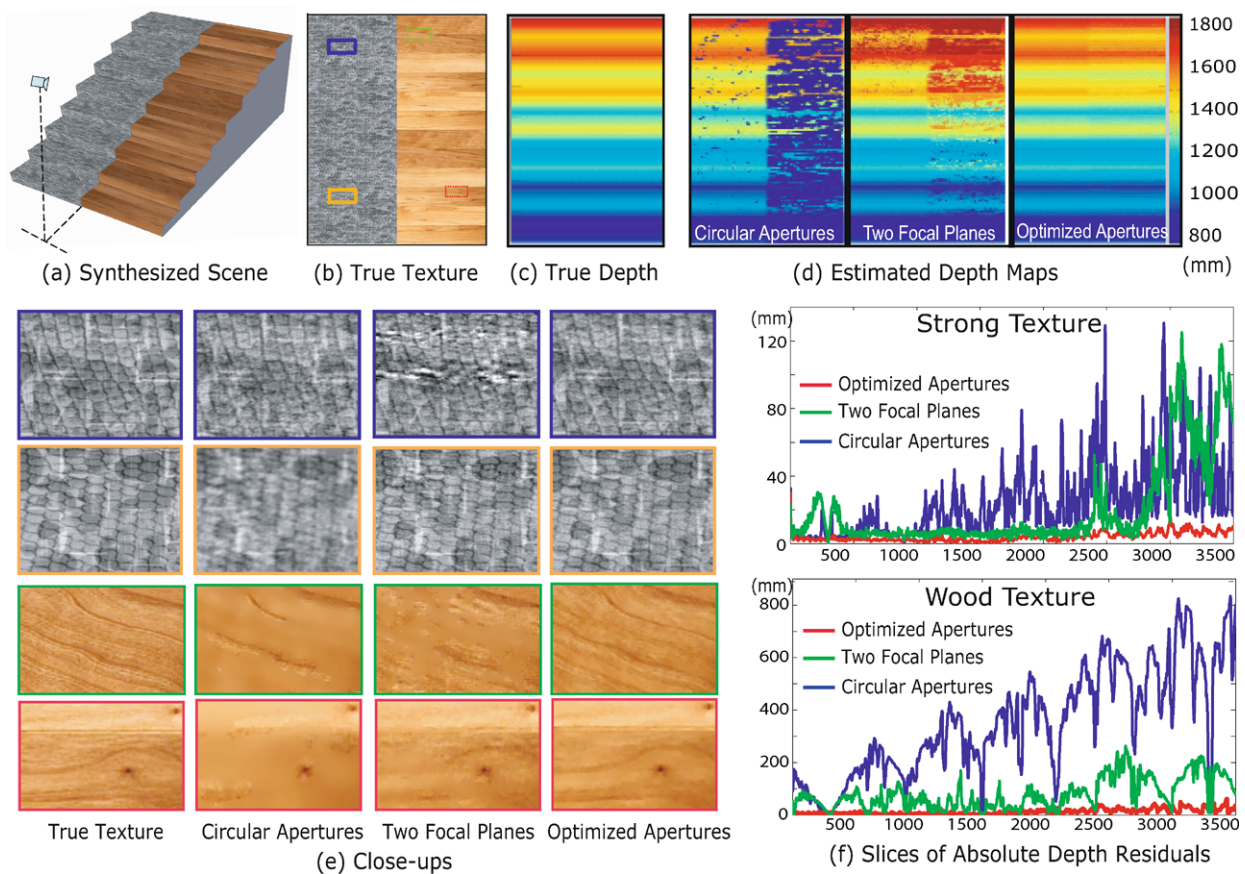 (a) Synthesized Scene
(b) True Texture
(c) True Depth
Circular Apertures
Two Focal Planes
Optimized Apertures
1800
1600
1400
1200
1000
800
(mm)
(d) Estimated Depth Maps
True Texture
Circular Apertures
Two Focal Planes
Optimized Apertures
(e) Close-ups
(mm)
Strong Texture
120
80
40
0
Optimized Apertures
Two Focal Planes
Circular Apertures
500 1000 1500 2000 2500 3000 3500
(mm)
Wood Texture
800
600
400
200
0
Optimized Apertures
Two Focal Planes
Circular Apertures
500 1000 1500 2000 2500 3000 3500
(f) Slices of Absolute Depth Residuals